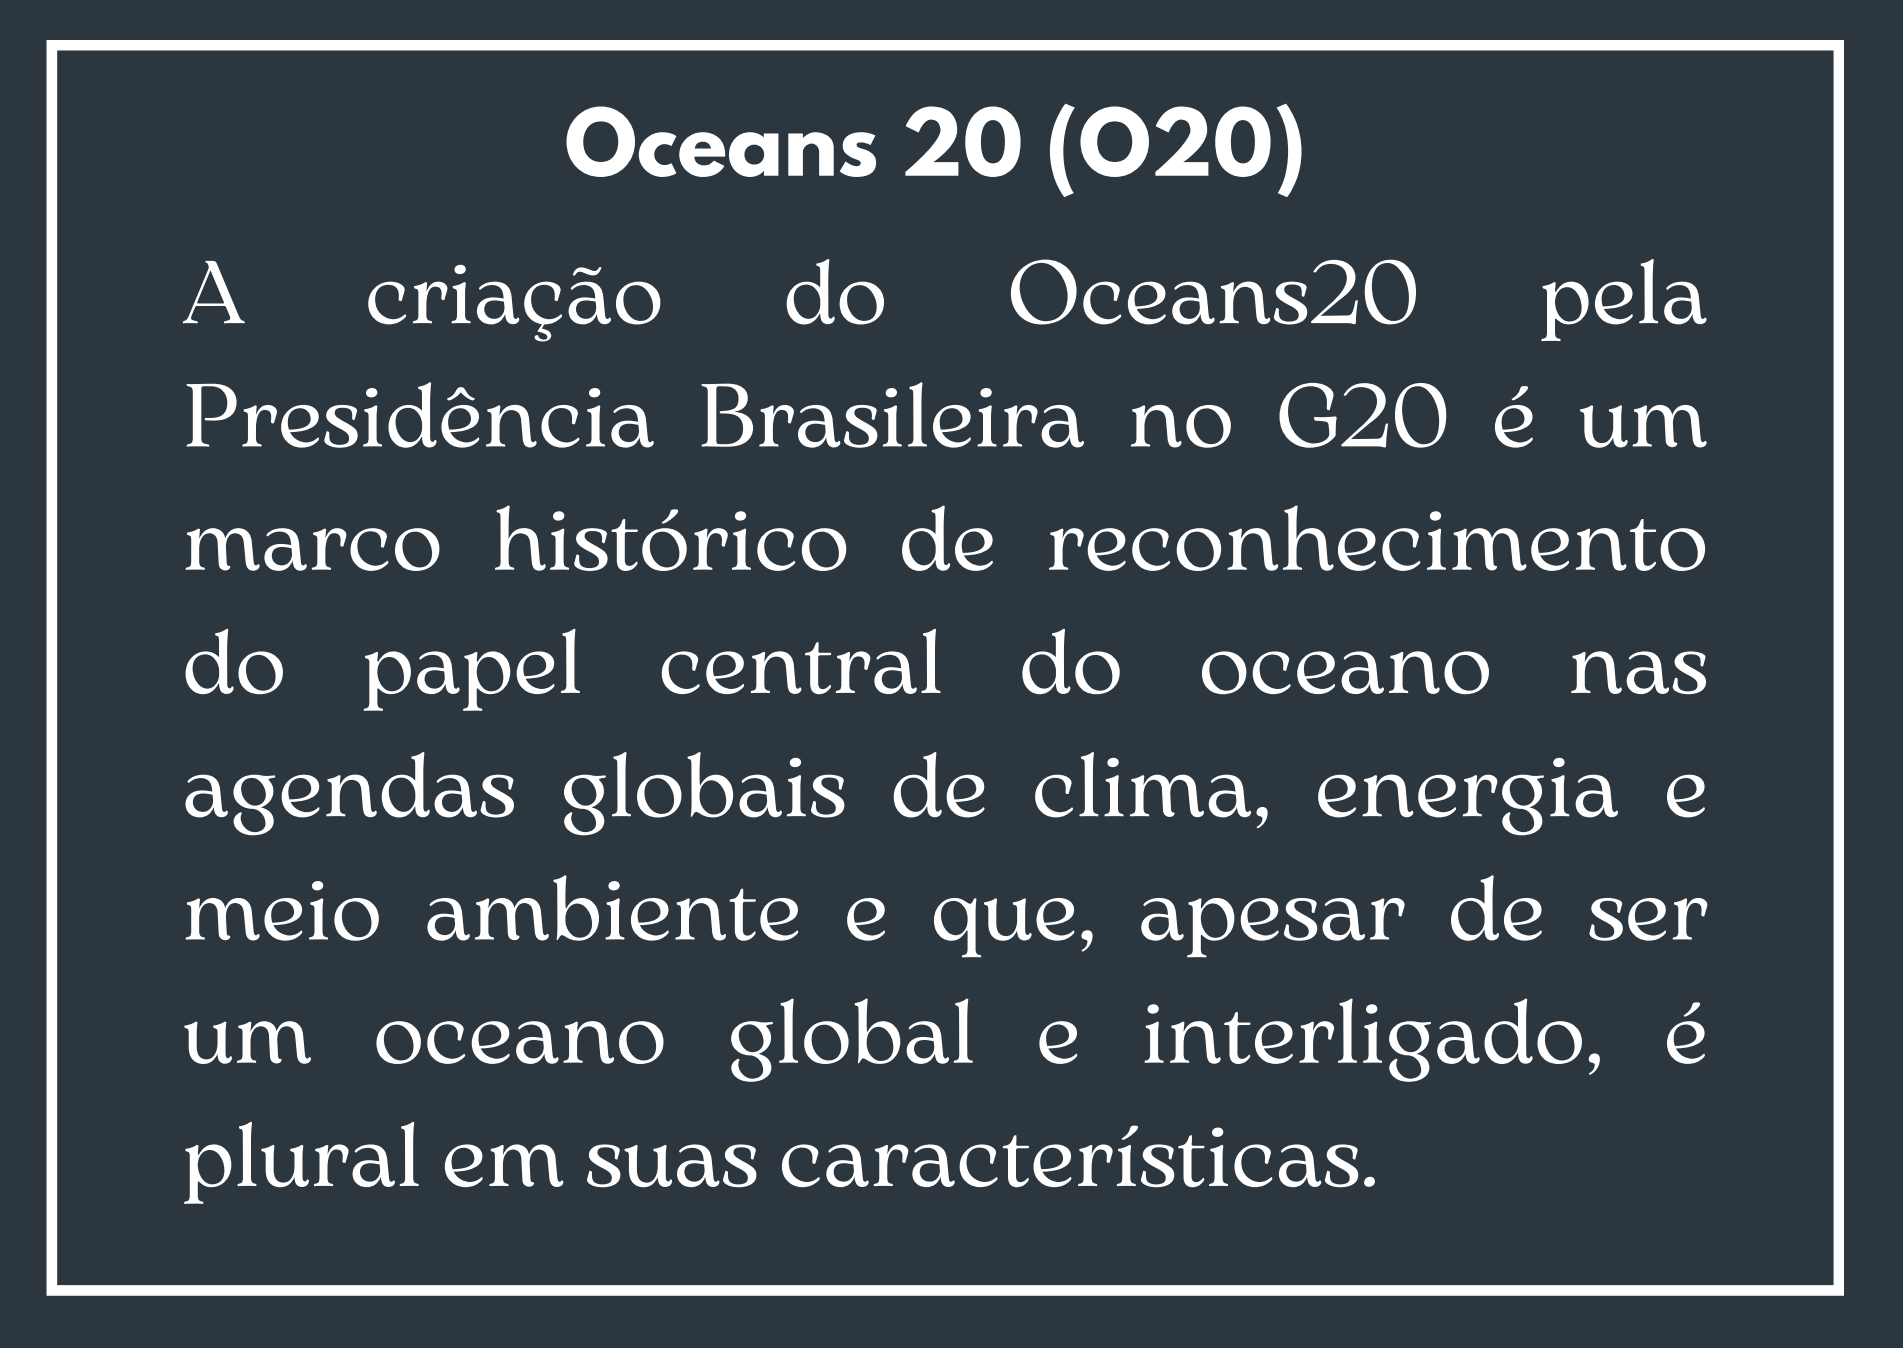 Oceans 20 (O20)
A criação do Oceans20 pela
Presidência Brasileira no G20 é um
marco histórico de reconhecimento
do papel central do oceano nas
agendas globais de clima, energia e
meio ambiente e que, apesar de ser
um oceano global e interligado, é
plural em suas características.